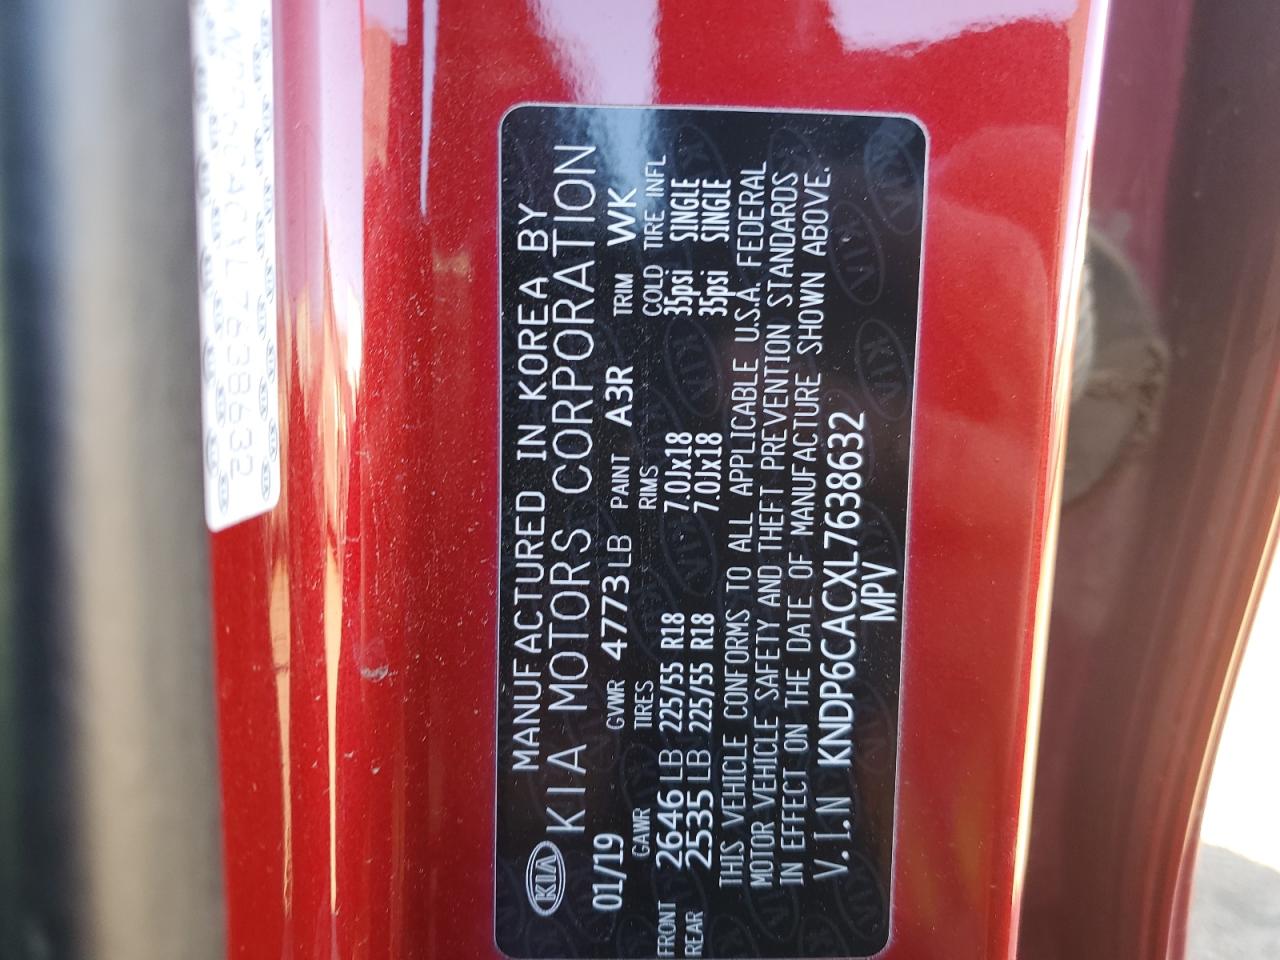 KIA MANUFACTURED IN KOREA BY
KIA MOTORS CORPORATION
01/19 GVWR 4773LB PAINT A3R TRIM WK
GAWR TIRES RIMS COLD TIRE INFL
FRONT 2646LB 225/55 R18 7.0Jx18 35psi SINGLE
REAR 2535LB 225/55 R18 7.0Jx18 35psi SINGLE
THIS VEHICLE CONFORMS TO ALL APPLICABLE U.S.A. FEDERAL
MOTOR VEHICLE SAFETY AND THEFT PREVENTION STANDARDS
IN EFFECT ON THE DATE OF MANUFACTURE SHOWN ABOVE.
V.I.N KNDP6CACXL7638632
MPV